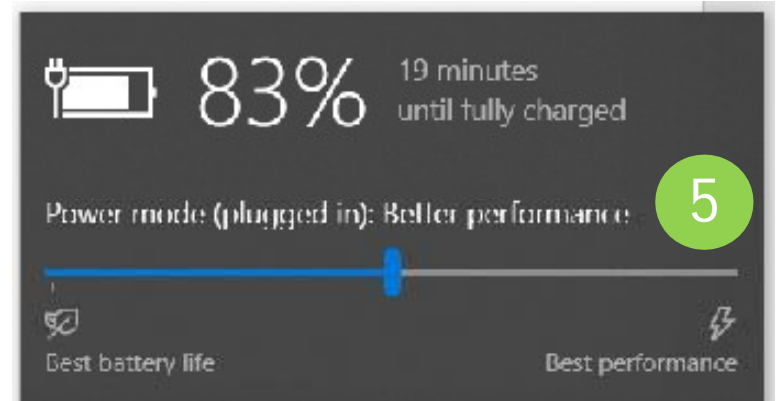 83%
19 minutes
until fully charged
Power mode (plugged in): Better performance
5
Best battery life
Best performance